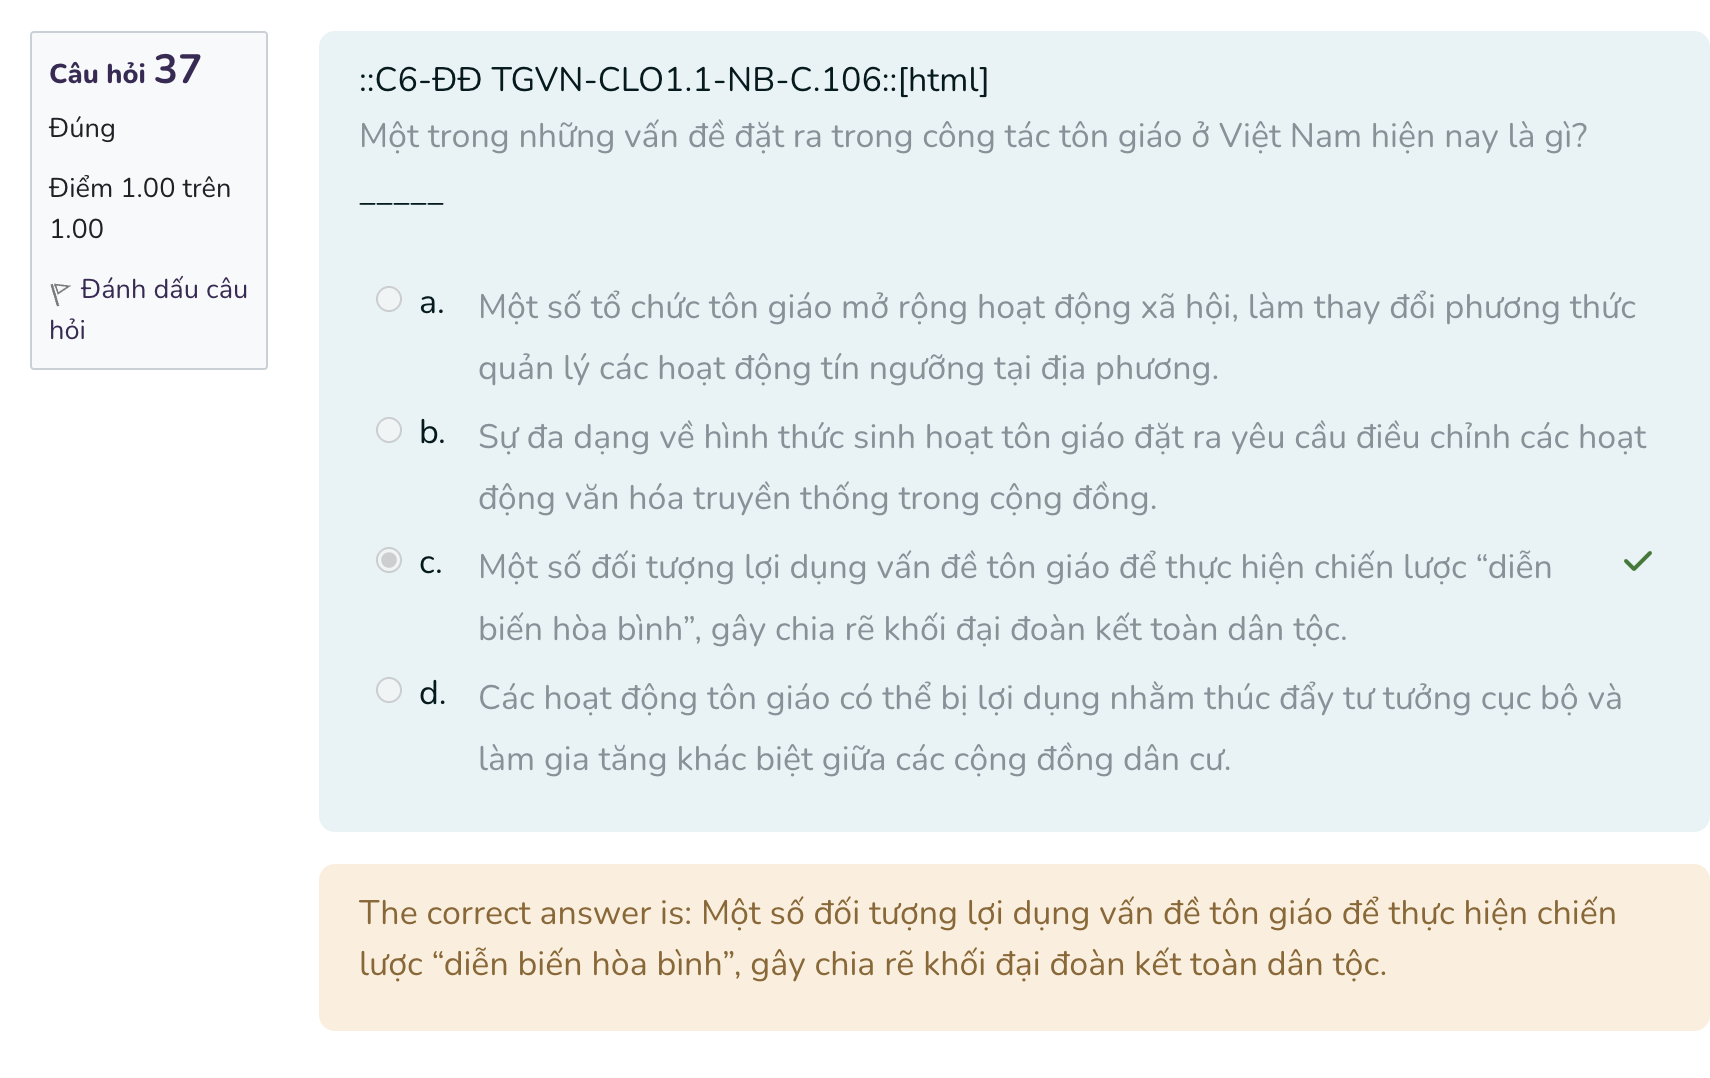 Câu hỏi 37
Đúng
Điểm 1.00 trên
1.00
Đánh dấu câu
hỏi
::C6-ĐĐ TGVN-CLO1.1-NB-C.106::[html]
Một trong những vấn đề đặt ra trong công tác tôn giáo ở Việt Nam hiện nay là gì?
_____
a. Một số tổ chức tôn giáo mở rộng hoạt động xã hội, làm thay đổi phương thức
quản lý các hoạt động tín ngưỡng tại địa phương.
b. Sự đa dạng về hình thức sinh hoạt tôn giáo đặt ra yêu cầu điều chỉnh các hoạt
động văn hóa truyền thống trong cộng đồng.
c. Một số đối tượng lợi dụng vấn đề tôn giáo để thực hiện chiến lược “diễn
biến hòa bình”, gây chia rẽ khối đại đoàn kết toàn dân tộc.
d. Các hoạt động tôn giáo có thể bị lợi dụng nhằm thúc đẩy tư tưởng cục bộ và
làm gia tăng khác biệt giữa các cộng đồng dân cư.
The correct answer is: Một số đối tượng lợi dụng vấn đề tôn giáo để thực hiện chiến
lược “diễn biến hòa bình”, gây chia rẽ khối đại đoàn kết toàn dân tộc.